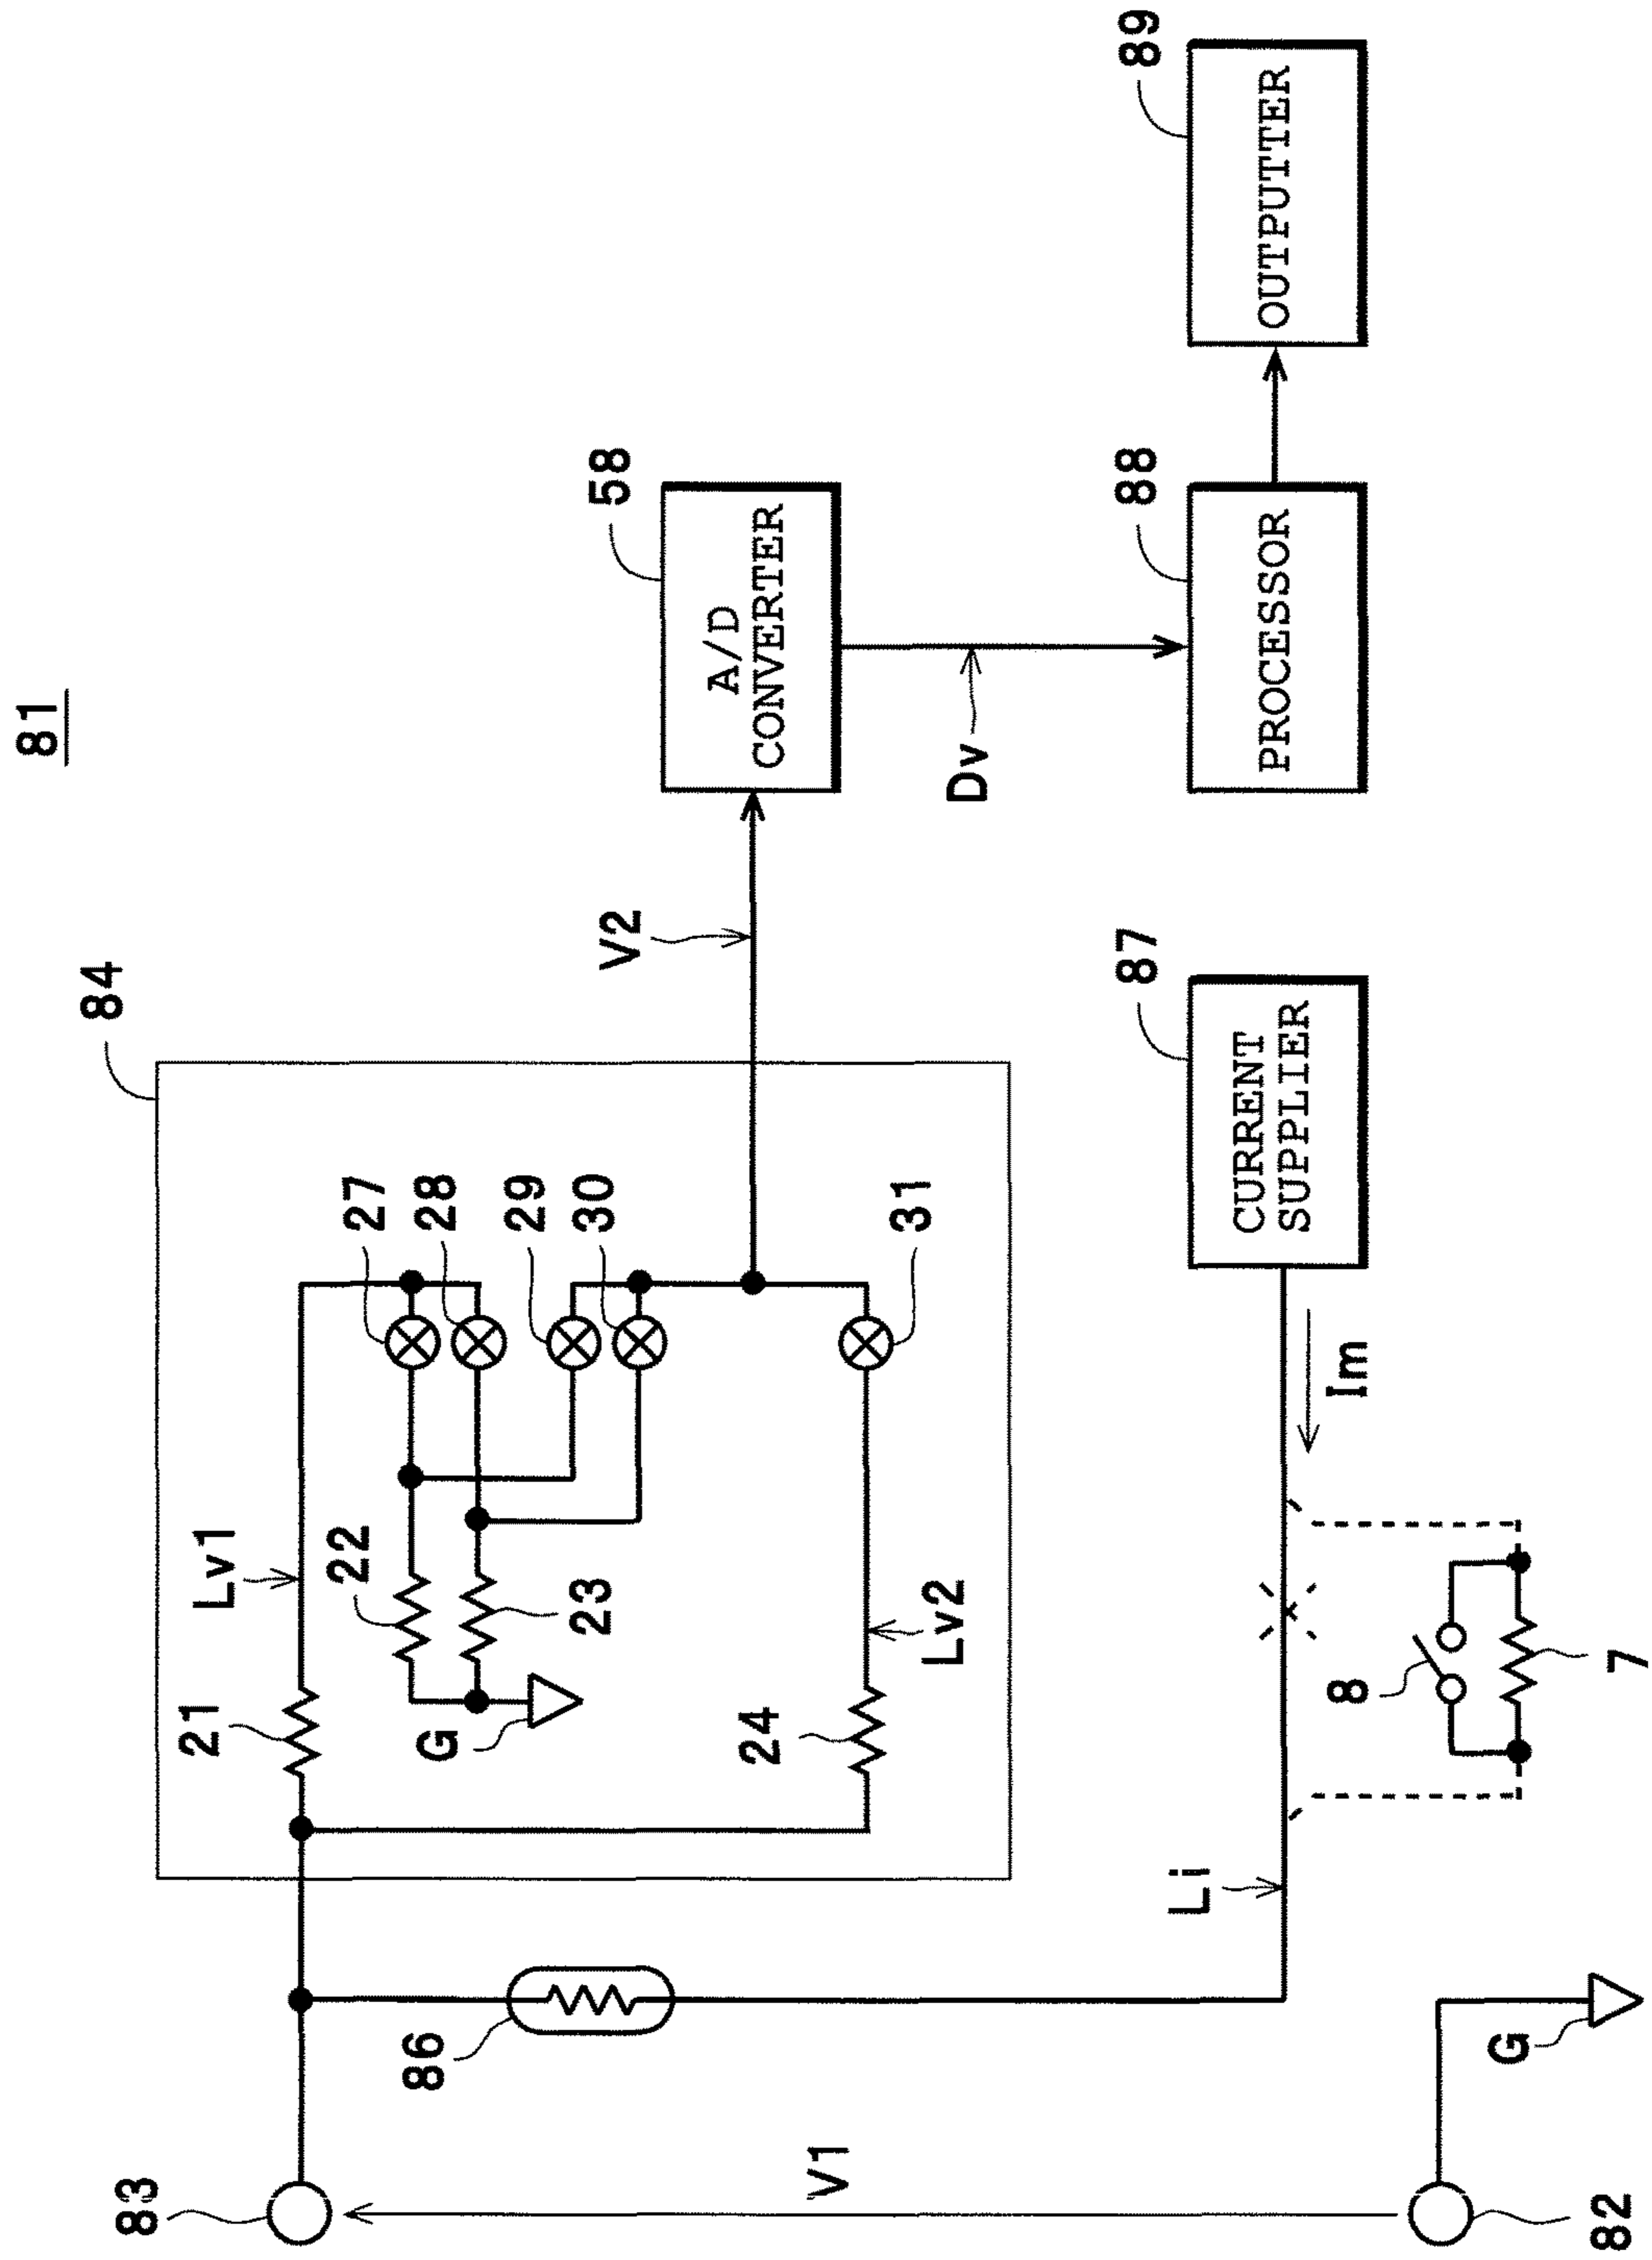 81
84
Lv1
21
22
23
G
24
Lv2
27
28
29
30
31
V2
58
A/D
CONVERTER
Dv
88
PROCESSOR
89
OUTPUTTER
87
CURRENT
SUPPLIER
Im
Li
8
7
86
83
V1
82
G